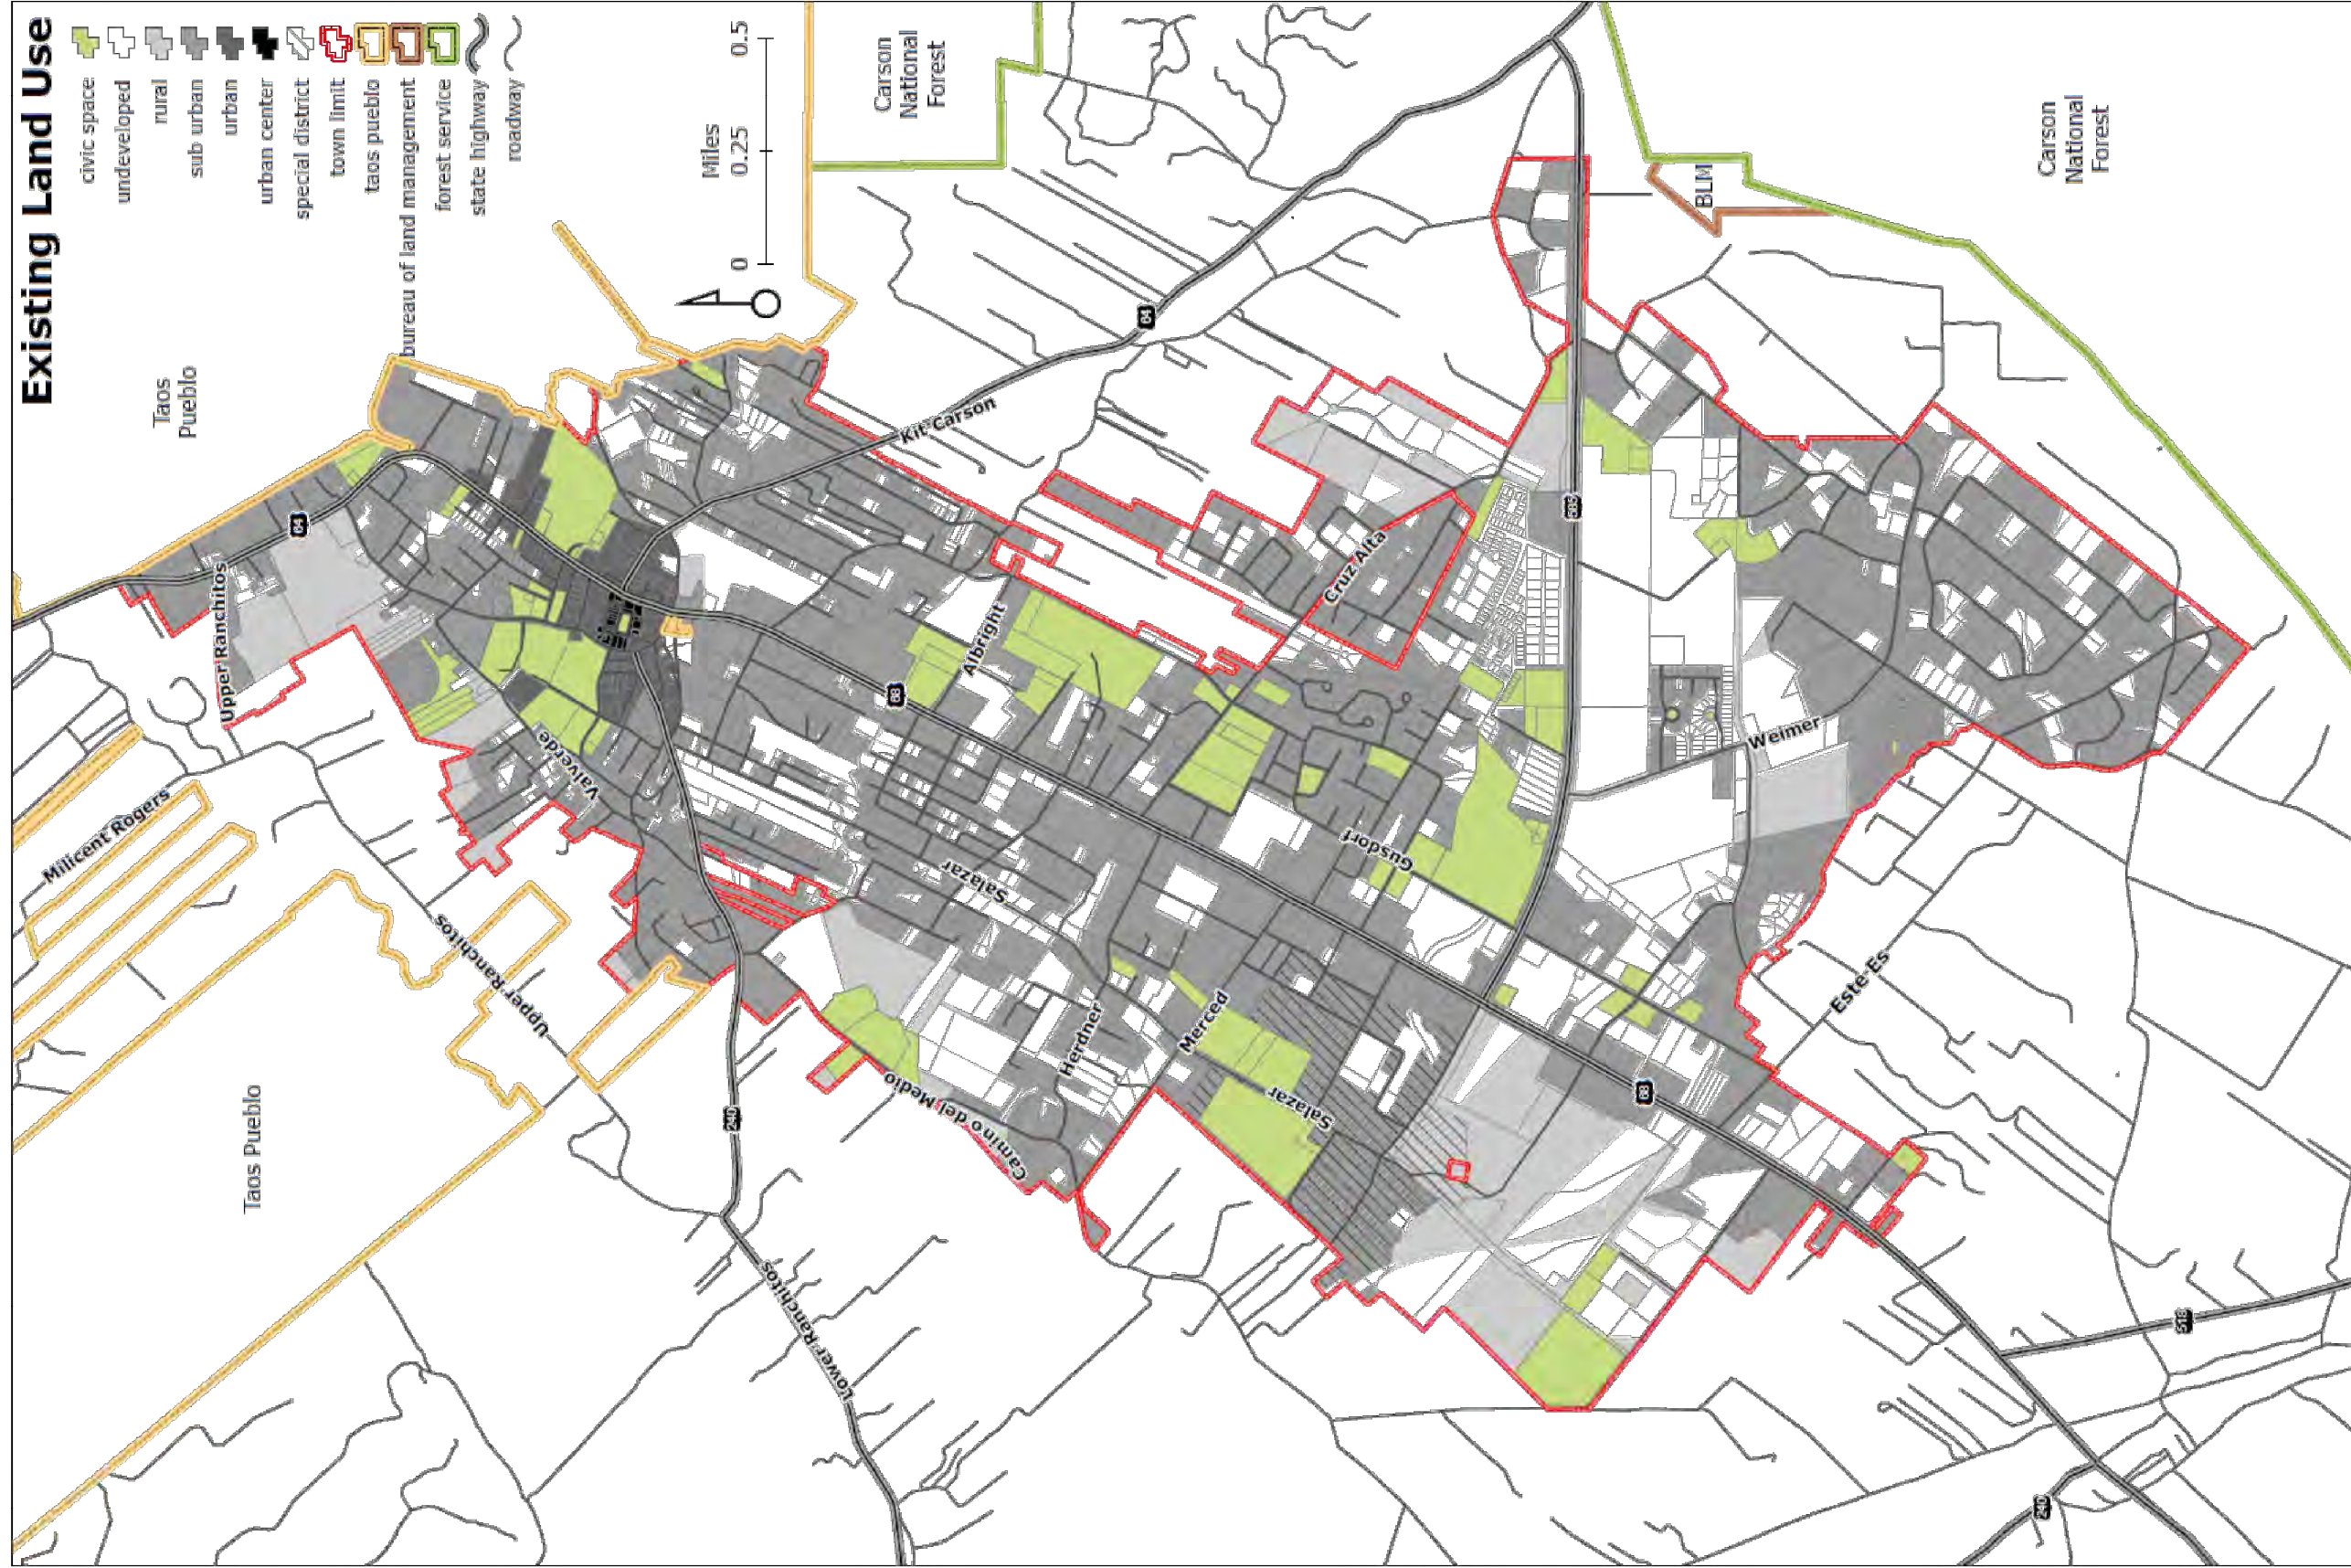 Existing Land Use
civic space
undeveloped
rural
sub urban
urban
urban center
special district
town limit
taos pueblo
bureau of land management
forest service
state highway
roadway
Miles
0
0.25
0.5
Taos
Pueblo
Carson
National
Forest
Carson
National
Forest
BLM
Taos Pueblo
64
Upper Ranchitos
Kit Carson
64
Milicent Rogers
Valverde
Upper Ranchitos
Albright
68
Cruz Alta
585
Salazar
Gusdorf
Weimer
240
Camino del Medio
Herdner
Merced
Salazar
68
Este-Es
Lower Ranchitos
518
240